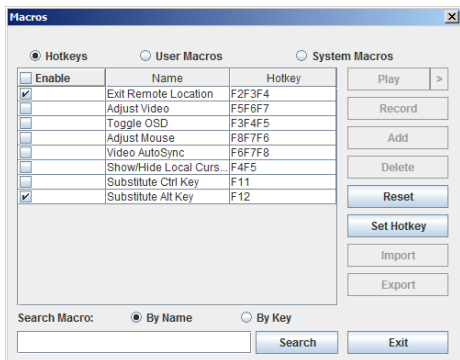 Macros
Hotkeys User Macros System Macros
Enable Name Hotkey
Exit Remote Location F2F3F4
Adjust Video F5F6F7
Toggle OSD F3F4F5
Adjust Mouse F8F7F6
Video AutoSync F6F7F8
Show/Hide Local Curs... F4F5
Substitute Ctrl Key F11
Substitute Alt Key F12
Play >
Record
Add
Delete
Reset
Set Hotkey
Import
Export
Search Macro: By Name By Key
Search Exit